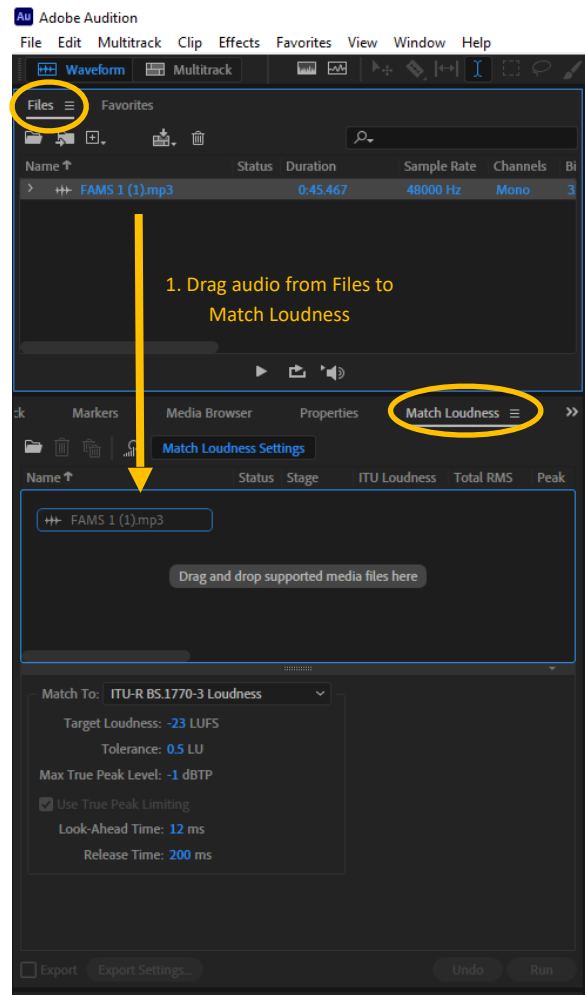 Au Adobe Audition
File Edit Multitrack Clip Effects Favorites View Window Help
Waveform Multitrack
Files Favorites
Name Status Duration Sample Rate Channels Bi
FAMS 1 (1).mp3 0:45.467 48000 Hz Mono 3
1. Drag audio from Files to
Match Loudness
:k Markers Media Browser Properties Match Loudness
Match Loudness Settings
Name Status Stage ITU Loudness Total RMS Peak
FAMS 1 (1).mp3
Drag and drop supported media files here
Match To: ITU-R BS.1770-3 Loudness
Target Loudness: -23 LUFS
Tolerance: 0.5 LU
Max True Peak Level: -1 dBTP
Use True Peak Limiting
Look-Ahead Time: 12 ms
Release Time: 200 ms
Export Export Settings... Undo Run